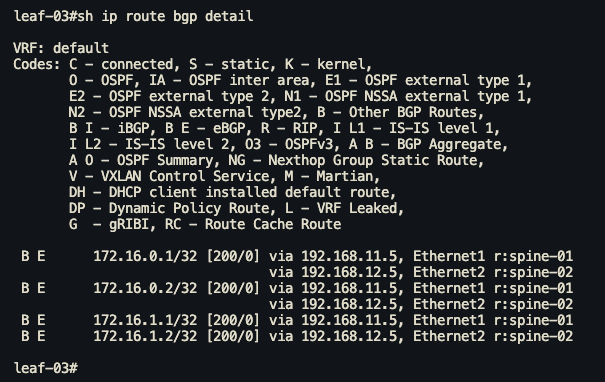 leaf-03#sh ip route bgp detail

VRF: default
Codes: C - connected, S - static, K - kernel,
       O - OSPF, IA - OSPF inter area, E1 - OSPF external type 1,
       E2 - OSPF external type 2, N1 - OSPF NSSA external type 1,
       N2 - OSPF NSSA external type2, B - Other BGP Routes,
       B I - iBGP, B E - eBGP, R - RIP, I L1 - IS-IS level 1,
       I L2 - IS-IS level 2, O3 - OSPFv3, A B - BGP Aggregate,
       A O - OSPF Summary, NG - Nexthop Group Static Route,
       V - VXLAN Control Service, M - Martian,
       DH - DHCP client installed default route,
       DP - Dynamic Policy Route, L - VRF Leaked,
       G  - gRIBI, RC - Route Cache Route

 B E      172.16.0.1/32 [200/0] via 192.168.11.5, Ethernet1 r:spine-01
                                via 192.168.12.5, Ethernet2 r:spine-02
 B E      172.16.0.2/32 [200/0] via 192.168.11.5, Ethernet1 r:spine-01
                                via 192.168.12.5, Ethernet2 r:spine-02
 B E      172.16.1.1/32 [200/0] via 192.168.11.5, Ethernet1 r:spine-01
 B E      172.16.1.2/32 [200/0] via 192.168.12.5, Ethernet2 r:spine-02

leaf-03#